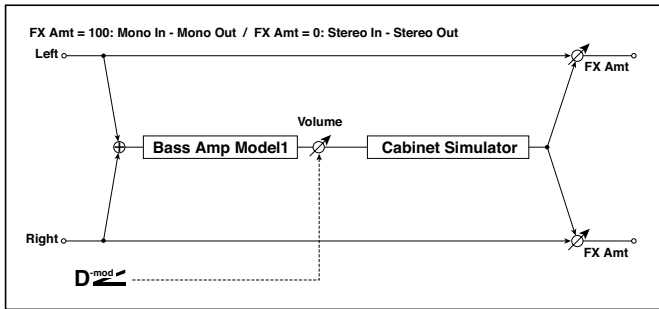 FX Amt = 100: Mono In - Mono Out / FX Amt = 0: Stereo In - Stereo Out
Left
FX Amt
Volume
Bass Amp Model1
Cabinet Simulator
Right
FX Amt
D-mod